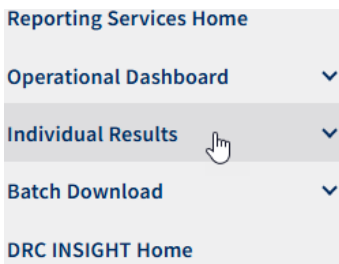 Reporting Services Home
Operational Dashboard
Individual Results
Batch Download
DRC INSIGHT Home